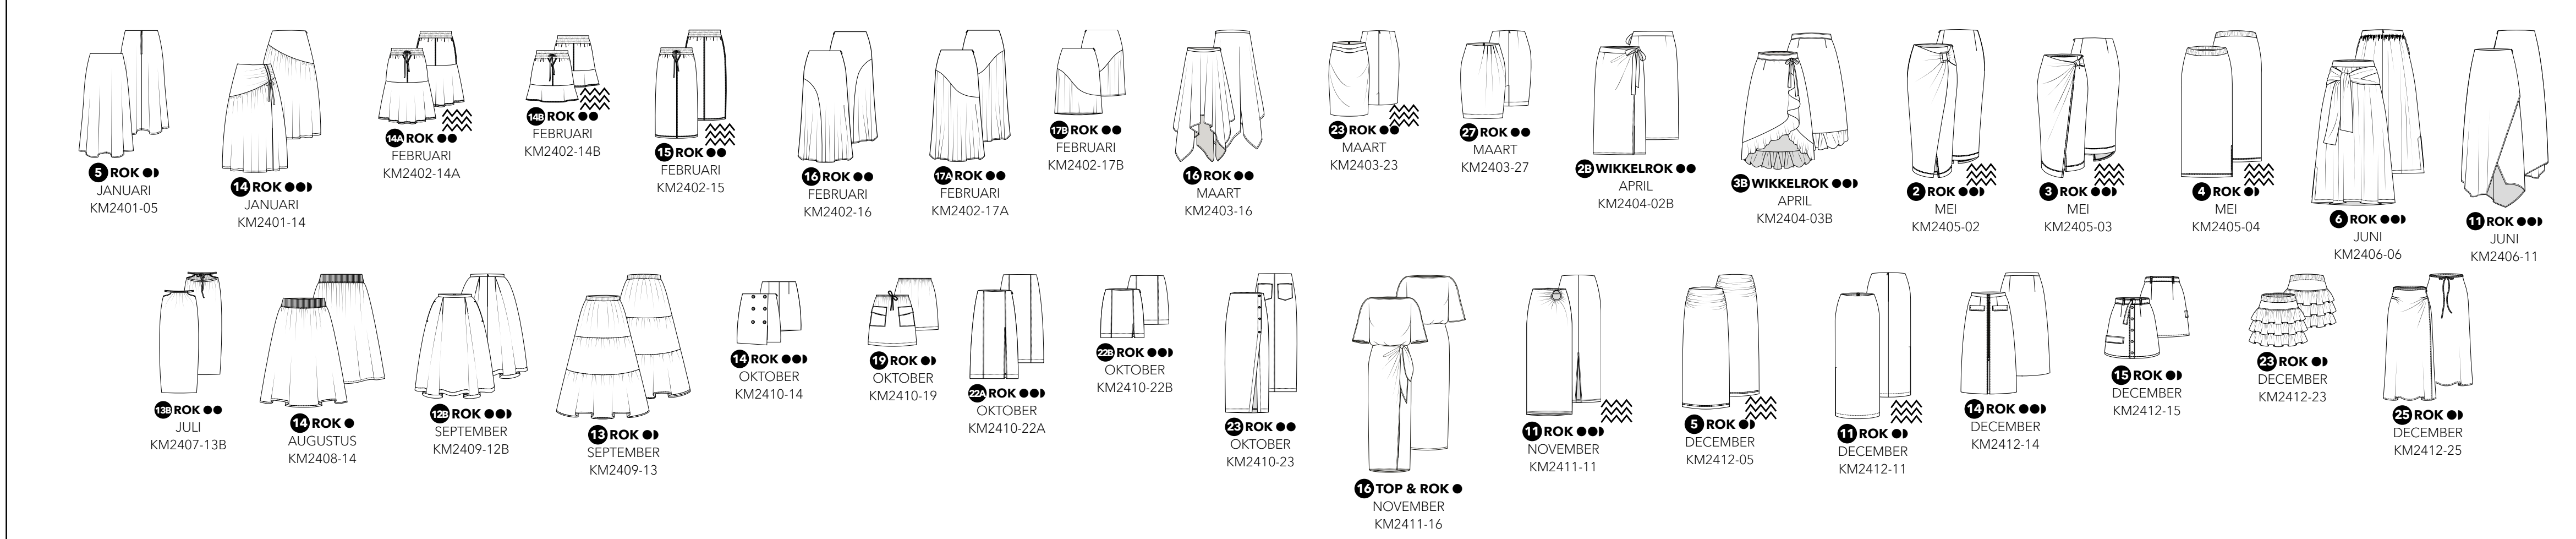 5 ROK
JANUARI
KM2401-05
14 ROK
JANUARI
KM2401-14
14A ROK
FEBRUARI
KM2402-14A
14B ROK
FEBRUARI
KM2402-14B
15 ROK
FEBRUARI
KM2402-15
16 ROK
FEBRUARI
KM2402-16
17A ROK
FEBRUARI
KM2402-17A
17B ROK
FEBRUARI
KM2402-17B
16 ROK
MAART
KM2403-16
23 ROK
MAART
KM2403-23
27 ROK
MAART
KM2403-27
2B WIKKELROK
APRIL
KM2404-02B
3B WIKKELROK
APRIL
KM2404-03B
2 ROK
MEI
KM2405-02
3 ROK
MEI
KM2405-03
4 ROK
MEI
KM2405-04
6 ROK
JUNI
KM2406-06
11 ROK
JUNI
KM2406-11
13B ROK
JULI
KM2407-13B
14 ROK
AUGUSTUS
KM2408-14
12B ROK
SEPTEMBER
KM2409-12B
13 ROK
SEPTEMBER
KM2409-13
14 ROK
OKTOBER
KM2410-14
19 ROK
OKTOBER
KM2410-19
22A ROK
OKTOBER
KM2410-22A
22B ROK
OKTOBER
KM2410-22B
23 ROK
OKTOBER
KM2410-23
16 TOP & ROK
NOVEMBER
KM2411-16
11 ROK
NOVEMBER
KM2411-11
5 ROK
DECEMBER
KM2412-05
11 ROK
DECEMBER
KM2412-11
14 ROK
DECEMBER
KM2412-14
15 ROK
DECEMBER
KM2412-15
23 ROK
DECEMBER
KM2412-23
25 ROK
DECEMBER
KM2412-25